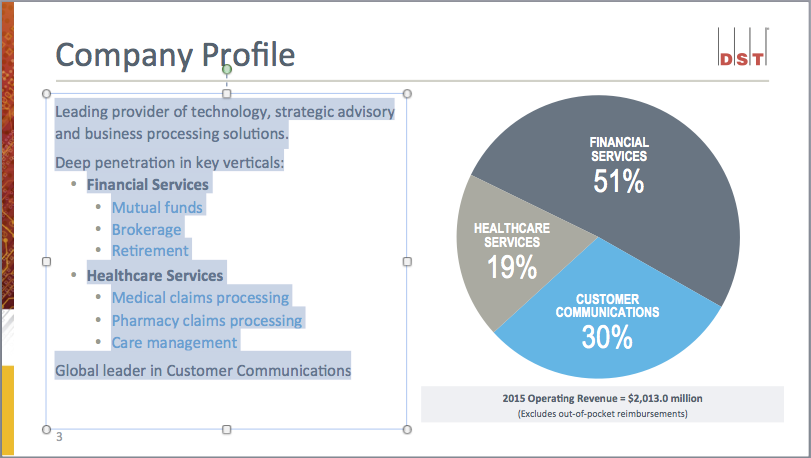 Company Profile
DST
Leading provider of technology, strategic advisory
and business processing solutions.
Deep penetration in key verticals:
• Financial Services
• Mutual funds
• Brokerage
• Retirement
• Healthcare Services
• Medical claims processing
• Pharmacy claims processing
• Care management
Global leader in Customer Communications
FINANCIAL
SERVICES
51%
HEALTHCARE
SERVICES
19%
CUSTOMER
COMMUNICATIONS
30%
2015 Operating Revenue = $2,013.0 million
(Excludes out-of-pocket reimbursements)
3